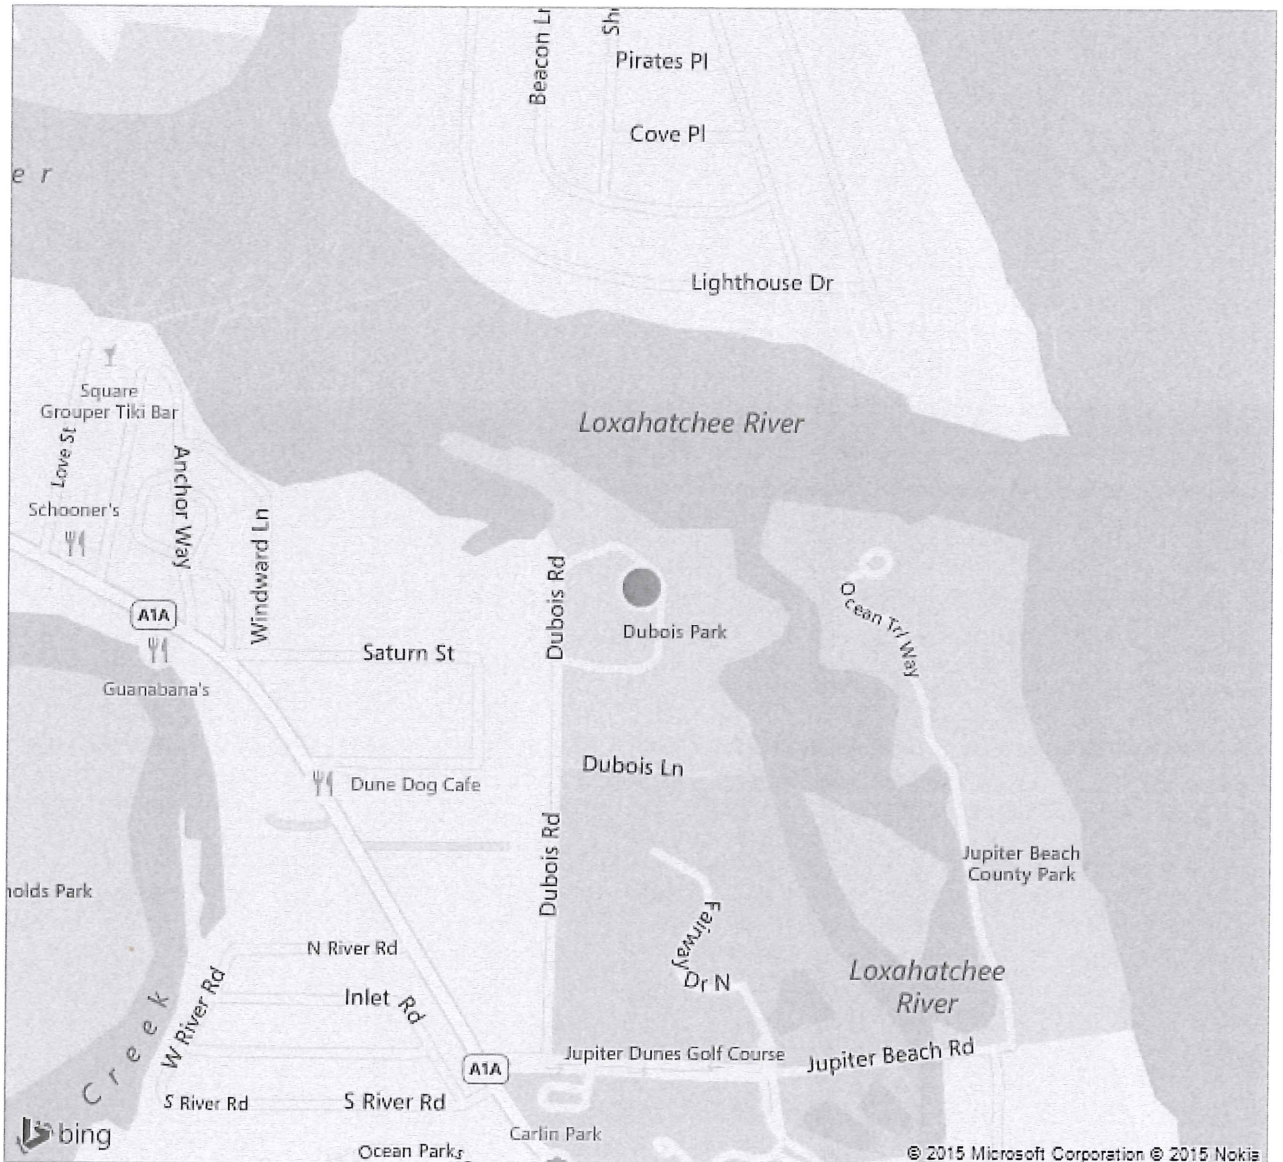 Beacon Ln
Sh
Pirates Pl
Cove Pl
er
Lighthouse Dr
Square
Grouper Tiki Bar
Loxahatchee River
Love St
Anchor Way
Schooner's
Windward Ln
Dubois Rd
Ocean Trl Way
A1A
Dubois Park
Saturn St
Guanabana's
Dubois Ln
Dune Dog Cafe
Dubois Rd
Jupiter Beach
County Park
nolds Park
Fairway Dr N
N River Rd
Loxahatchee
River
Inlet Rd
W River Rd
Creek
Jupiter Dunes Golf Course
Jupiter Beach Rd
A1A
S River Rd
S River Rd
bing
Carlin Park
Ocean Parks
© 2015 Microsoft Corporation © 2015 Nokia